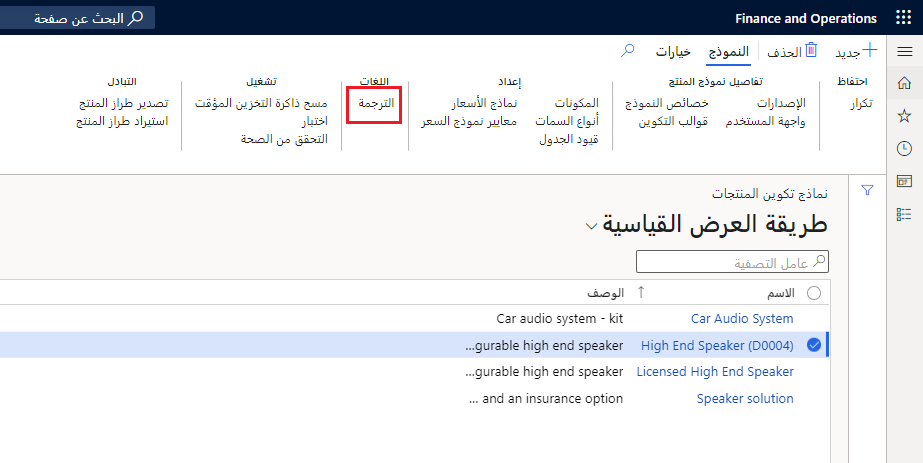 Finance and Operations
البحث عن صفحة
جديد
الحذف
النموذج
خيارات
احتفاظ
تكرار
تفاصيل نموذج المنتج
الإصدارات
واجهة المستخدم
خصائص النموذج
قوالب التكوين
إعداد
المكونات
أنواع السمات
قيود الجدول
نماذج الأسعار
معايير نموذج السعر
اللغات
الترجمة
تشغيل
مسح ذاكرة التخزين المؤقت
اختبار
التحقق من الصحة
التبادل
تصدير طراز المنتج
استيراد طراز المنتج
نماذج تكوين المنتجات
طريقة العرض القياسية
عامل التصفية
الاسم الوصف
Car Audio System Car audio system - kit
High End Speaker (D0004) ...gurable high end speaker
Licensed High End Speaker ...gurable high end speaker
Speaker solution ... and an insurance option